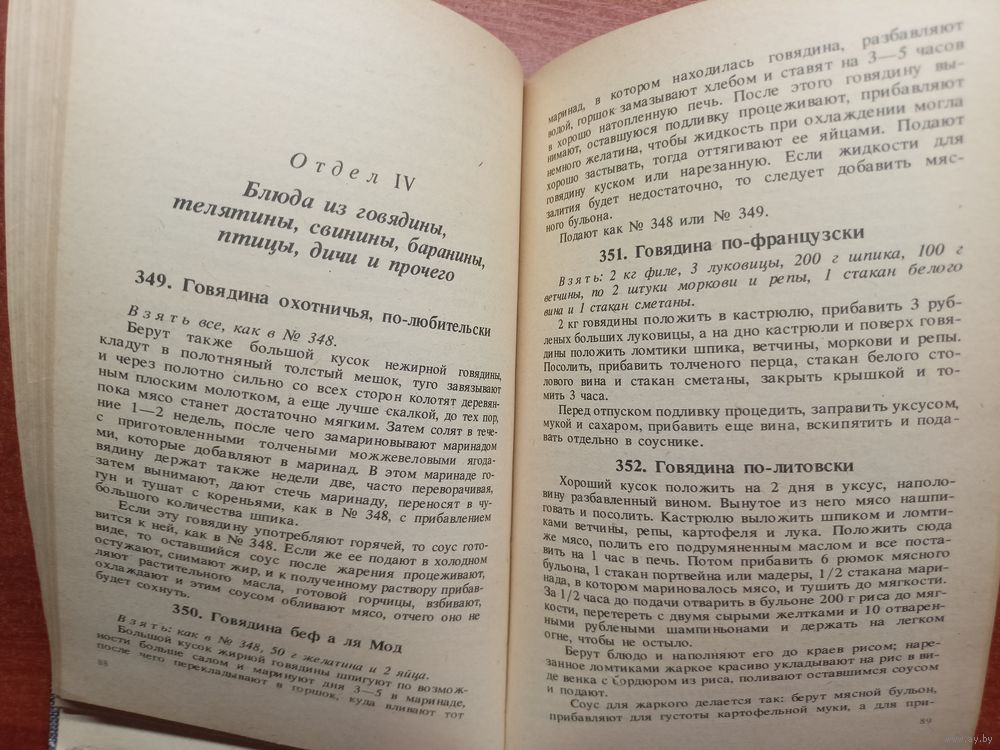 Отдел IV
Блюда из говядины,
телятины, свинины, баранины,
птицы, дичи и прочего
349. Говядина охотничья, по-любительски
Взять все, как в № 348.
Берут также большой кусок нежирной говядины,
кладут в полотняный толстый мешок, туго завязывают
и через полотно сильно со всех сторон колотят деревян-
ным плоским молотком, а еще лучше скалкой, до тех пор,
пока мясо станет достаточно мягким. Затем солят в тече-
ние 1—2 недель, после чего замариновывают маринадом
с приготовленными толчеными можжевеловыми ягода-
ми, которые добавляют в маринад. В этом маринаде го-
вядину держат также недели две, часто переворачивая,
затем вынимают, дают стечь маринаду, переносят в чу-
гун и тушат с кореньями, как в № 348, с прибавлением
большого количества шпика.
Если эту говядину употребляют горячей, то соус гото-
вится к ней, как в № 348. Если же ее подают в холодном
виде, то оставшийся соус после жарения процеживают,
остужают, снимают жир, и к полученному раствору прибав-
ляют растительного масла, готовой горчицы, взбивают,
охлаждают и этим соусом обливают мясо, отчего оно не
будет сохнуть.
350. Говядина беф а ля Мод
Взять: как в № 348, 50 г желатина и 2 яйца.
Большой кусок жирной говядины шпигуют по возмож-
ности больше салом и маринуют дня 3—5 в маринаде,
после чего перекладывают в горшок, куда вливают тот
88
маринад, в котором находилась говядина, разбавляют
водой, горшок замазывают хлебом и ставят на 3—5 часов
в хорошо натопленную печь. После этого говядину вы-
нимают, оставшуюся подливку процеживают, прибавляют
немного желатина, чтобы жидкость при охлаждении могла
хорошо застывать, тогда оттягивают ее яйцами. Подают
говядину куском или нарезанную. Если жидкости для
залития будет недостаточно, то следует добавить мяс-
ного бульона.
Подают как № 348 или № 349.
351. Говядина по-французски
Взять: 2 кг филе, 3 луковицы, 200 г шпика, 100 г
ветчины, по 2 штуки моркови и репы, 1 стакан белого
вина и 1 стакан сметаны.
2 кг говядины положить в кастрюлю, прибавить 3 руб-
леных больших луковицы, а на дно кастрюли и поверх говя-
дины положить ломтики шпика, ветчины, моркови и репы.
Посолить, прибавить толченого перца, стакан белого сто-
лового вина и стакан сметаны, закрыть крышкой и то-
мить 3 часа.
Перед отпуском подливку процедить, заправить уксусом,
мукой и сахаром, прибавить еще вина, вскипятить и пода-
вать отдельно в соуснике.
352. Говядина по-литовски
Хороший кусок положить на 2 дня в уксус, наполо-
вину разбавленный вином. Вынутое из него мясо нашпи-
говать и посолить. Кастрюлю выложить шпиком и ломти-
ками ветчины, репы, картофеля и лука. Положить сюда
же мясо, полить его подрумяненным маслом и все поста-
вить на 1 час в печь. Потом прибавить 6 рюмок мясного
бульона, 1 стакан портвейна или мадеры, 1/2 стакана мари-
нада, в котором мариновалось мясо, и тушить до мягкости.
За 1/2 часа до подачи отварить в бульоне 200 г риса до мяг-
кости, перетереть с двумя сырыми желтками и 10 отварен-
ными рублеными шампиньонами и держать на легком
огне, чтобы не остыло.
Берут блюдо и наполняют его до краев рисом; наре-
занное ломтиками жаркое красиво укладывают на рис в ви-
де венка с бордюром из риса, поливают оставшимся соусом
и подают.
Соус для жаркого делается так: берут мясной бульон,
прибавляют для густоты картофельной муки, а для при-
89
www.ay.by